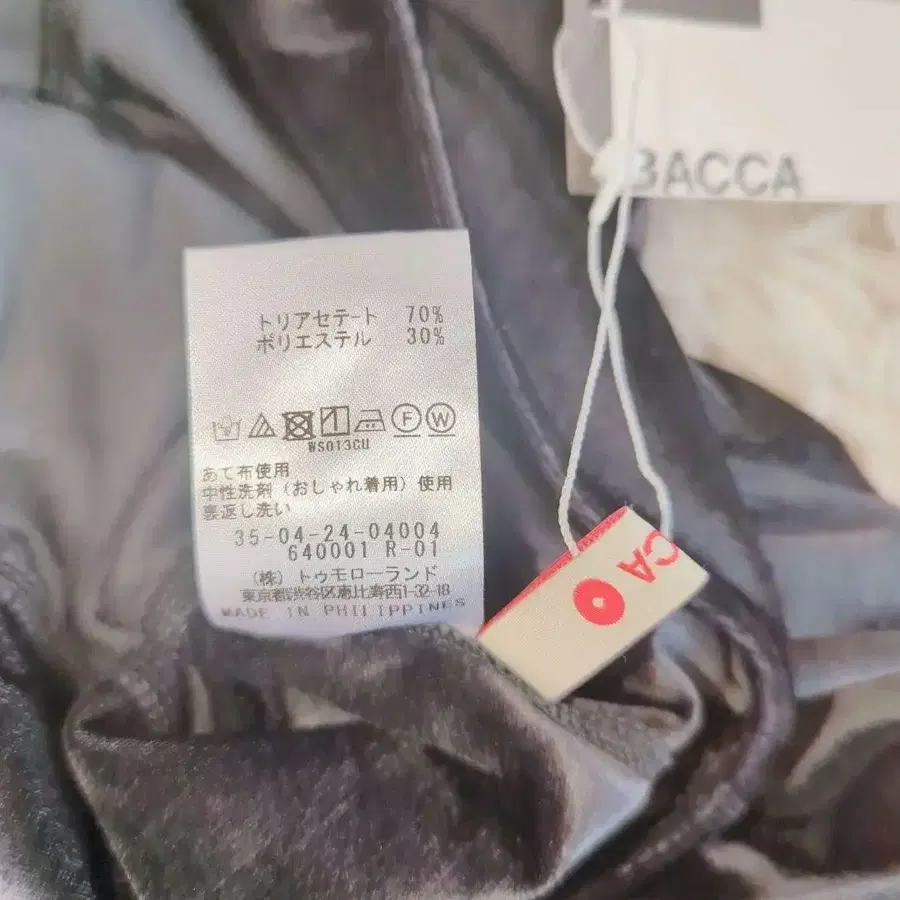 BACCA
トリアセテート 70%
ポリエステル 30%
F W
WS013CU
あて布使用
中性洗剤（おしゃれ着用）使用
裏返し洗い
35-04-24-04004
640001 R-01
（株）トゥモローランド
東京都渋谷区恵比寿西1-32-18
MADE IN PHILIPPINES
CCA